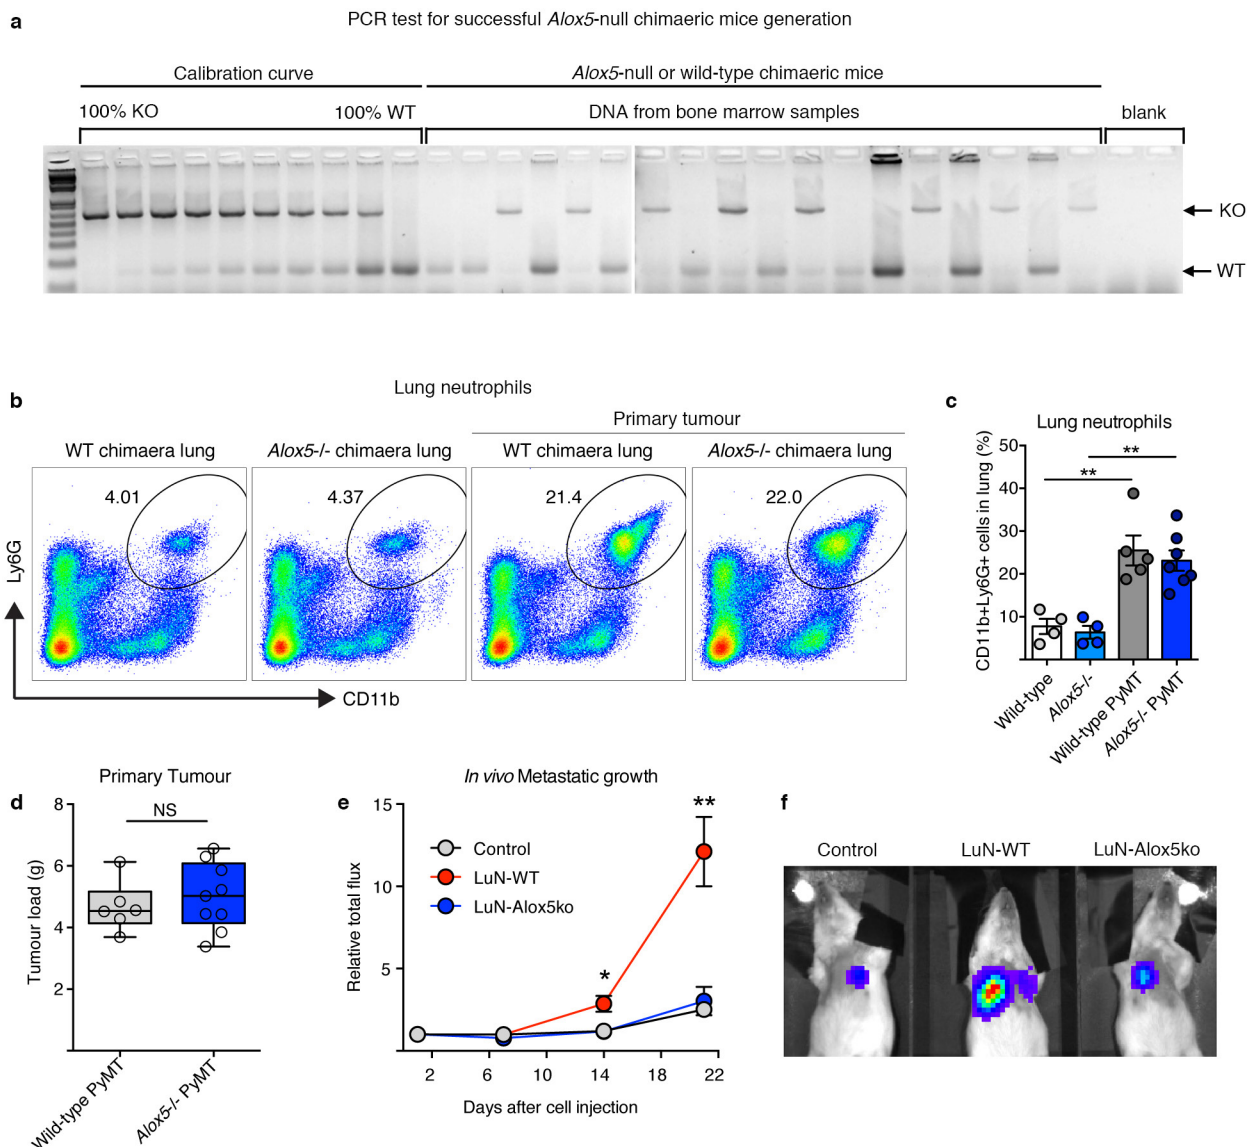 a
PCR test for successful Alox5-null chimaeric mice generation
Calibration curve
Alox5-null or wild-type chimaeric mice
100% KO
100% WT
DNA from bone marrow samples
blank
KO
WT
b
Lung neutrophils
Primary tumour
WT chimaera lung
Alox5-/- chimaera lung
WT chimaera lung
Alox5-/- chimaera lung
4.01
4.37
21.4
22.0
Ly6G
CD11b
c
Lung neutrophils
CD11b+Ly6G+ cells in lung (%)
50
40
30
20
10
**
**
Wild-type
Alox5-/-
Wild-type PyMT
Alox5-/- PyMT
d
Primary Tumour
Tumour load (g)
8
6
4
2
NS
Wild-type PyMT
Alox5-/- PyMT
e
In vivo Metastatic growth
Relative total flux
15
10
5
Control
LuN-WT
LuN-Alox5ko
*
**
2 6 10 14 18 22
Days after cell injection
f
Control
LuN-WT
LuN-Alox5ko